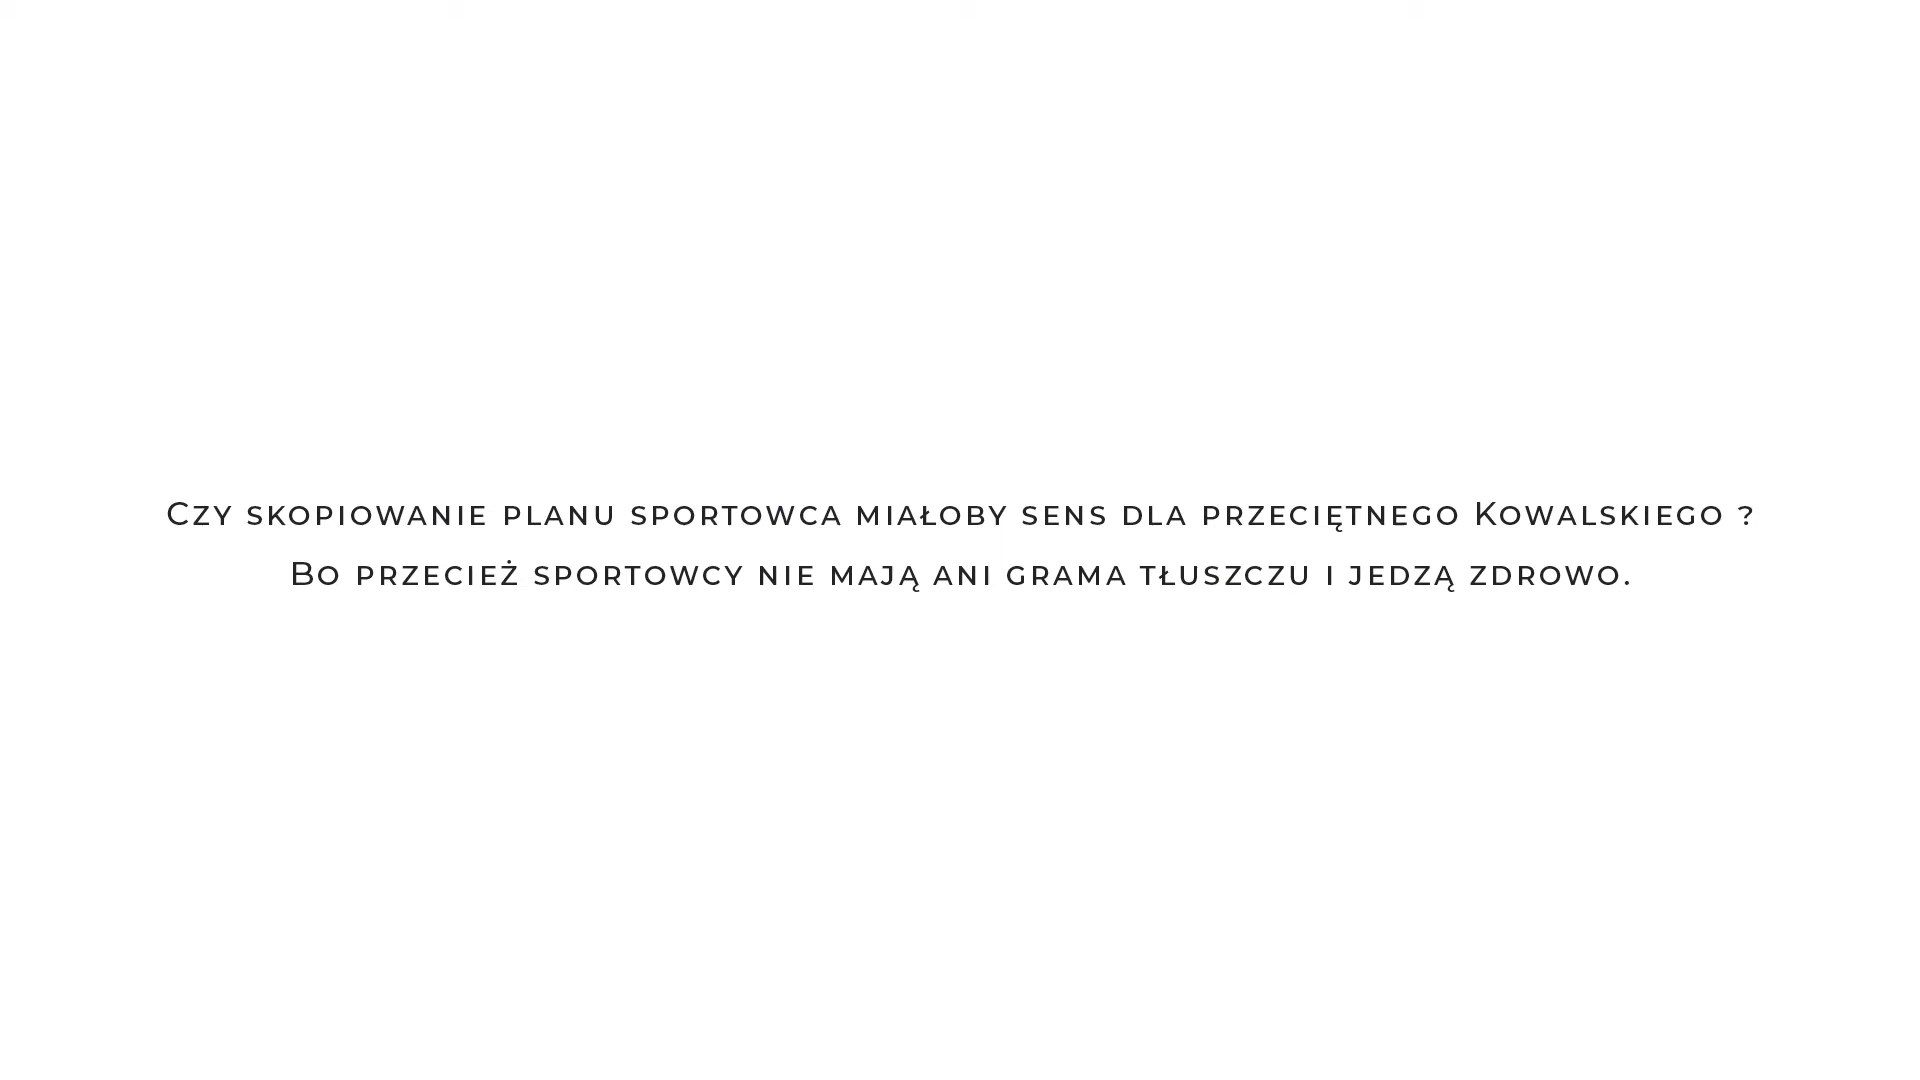 Czy skopiowanie planu sportowca miałoby sens dla przeciętnego Kowalskiego ?
Bo przecież sportowcy nie mają ani grama tłuszczu i jedzą zdrowo.